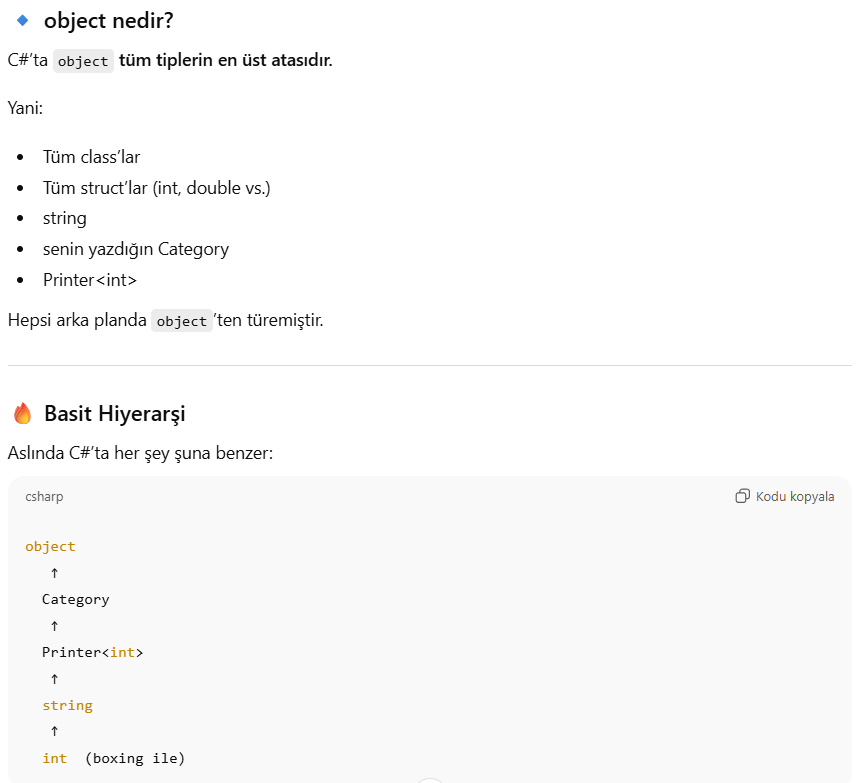 object nedir?
C#’ta object tüm tiplerin en üst atasıdır.
Yani:
Tüm class’lar
Tüm struct’lar (int, double vs.)
string
senin yazdığın Category
Printer<int>
Hepsi arka planda object’ten türemiştir.
Basit Hiyerarşi
Aslında C#’ta her şey şuna benzer:
csharp Kodu kopyala
object
↑
Category
↑
Printer<int>
↑
string
↑
int (boxing ile)